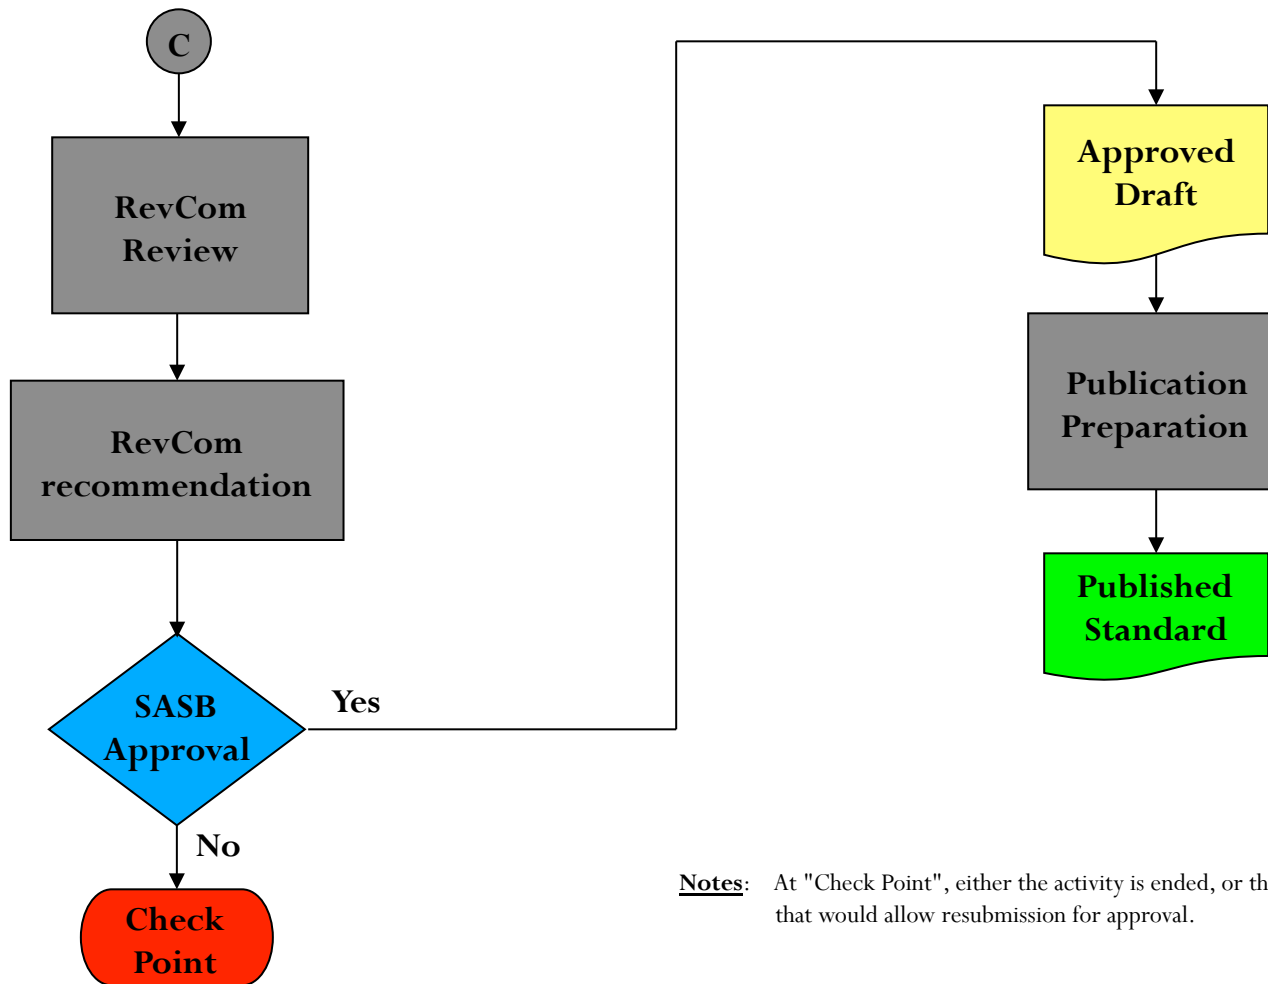 C
RevCom
Review
RevCom
recommendation
SASB
Approval
Yes
No
Check
Point
Approved
Draft
Publication
Preparation
Published
Standard
Notes: At "Check Point", either the activity is ended, or
that would allow resubmission for approval.